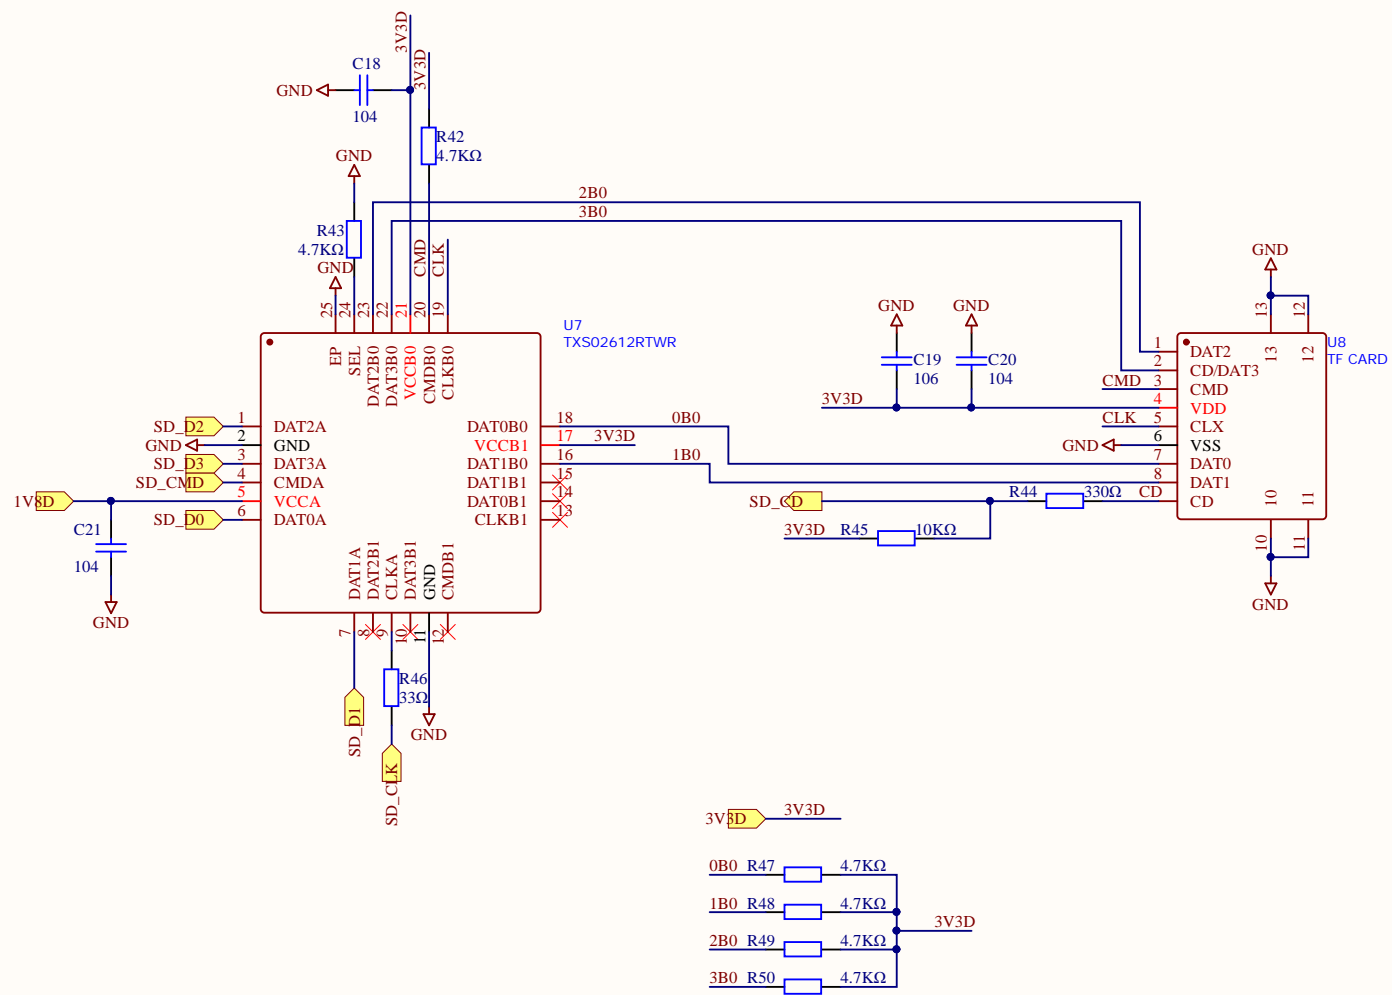 3V3D
3V3D
C18
GND
104
R42
4.7KΩ
GND
2B0
3B0
R43
4.7KΩ
CMD
CLK
GND
GND
25
24
23
22
21
20
19
13
12
GND
GND
U7
TXS02612RTWR
EP
SEL
DAT2B0
DAT3B0
VCCB0
CMDB0
CLKB0
C19
106
C20
104
1
2
CMD
3
3V3D
4
CLK
5
GND
6
7
8
CD
9
DAT2
CD/DAT3
CMD
VDD
CLX
VSS
DAT0
DAT1
CD
13
12
10
11
U8
TF CARD
SD_D2
1
DAT2A
GND
2
GND
SD_D3
3
DAT3A
SD_CMD
4
CMDA
1V8D
5
VCCA
SD_D0
6
DAT0A
DAT0B0
18
0B0
VCCB1
17
3V3D
DAT1B0
16
1B0
DAT1B1
15
DAT0B1
14
CLKB1
13
SD_CD
R44
330Ω
3V3D
R45
10KΩ
C21
104
GND
10
11
GND
DAT1A
DAT2B1
CLKA
DAT3B1
GND
CMDB1
7
8
9
10
11
12
R46
33Ω
SD_D1
SD_CLK
GND
3V3D
3V3D
0B0
R47
4.7KΩ
1B0
R48
4.7KΩ
3V3D
2B0
R49
4.7KΩ
3B0
R50
4.7KΩ